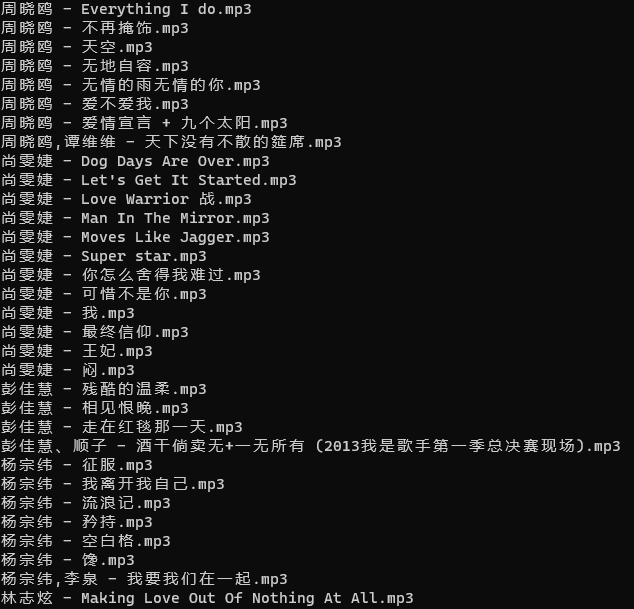 周晓鸥 - Everything I do.mp3
周晓鸥 - 不再掩饰.mp3
周晓鸥 - 天空.mp3
周晓鸥 - 无地自容.mp3
周晓鸥 - 无情的雨无情的你.mp3
周晓鸥 - 爱不爱我.mp3
周晓鸥 - 爱情宣言 + 九个太阳.mp3
周晓鸥,谭维维 - 天下没有不散的筵席.mp3
尚雯婕 - Dog Days Are Over.mp3
尚雯婕 - Let's Get It Started.mp3
尚雯婕 - Love Warrior 战.mp3
尚雯婕 - Man In The Mirror.mp3
尚雯婕 - Moves Like Jagger.mp3
尚雯婕 - Super star.mp3
尚雯婕 - 你怎么舍得我难过.mp3
尚雯婕 - 可惜不是你.mp3
尚雯婕 - 我.mp3
尚雯婕 - 最终信仰.mp3
尚雯婕 - 王妃.mp3
尚雯婕 - 闷.mp3
彭佳慧 - 残酷的温柔.mp3
彭佳慧 - 相见恨晚.mp3
彭佳慧 - 走在红毯那一天.mp3
彭佳慧、顺子 - 酒干倘卖无+一无所有 (2013我是歌手第一季总决赛现场).mp3
杨宗纬 - 征服.mp3
杨宗纬 - 我离开我自己.mp3
杨宗纬 - 流浪记.mp3
杨宗纬 - 矜持.mp3
杨宗纬 - 空白格.mp3
杨宗纬 - 馋.mp3
杨宗纬,李泉 - 我要我们在一起.mp3
林志炫 - Making Love Out Of Nothing At All.mp3